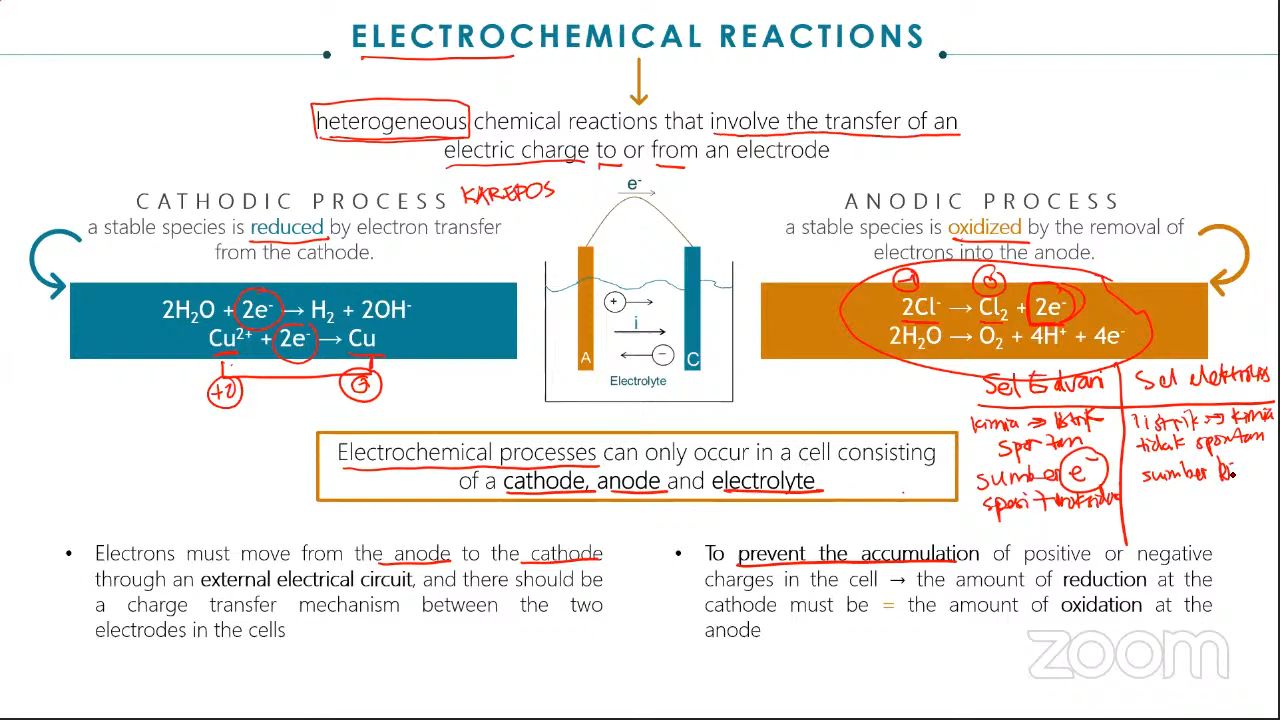 ELECTROCHEMICAL REACTIONS
heterogeneous chemical reactions that involve the transfer of an
electric charge to or from an electrode
CATHODIC PROCESS
KAREPOS
a stable species is reduced by electron transfer
from the cathode.
2H₂O + 2e⁻ → H₂ + 2OH⁻
Cu²⁺ + 2e⁻ → Cu
+2
0
e⁻
+
i
−
A
C
Electrolyte
ANODIC PROCESS
a stable species is oxidized by the removal of
electrons into the anode.
-1
0
2Cl⁻ → Cl₂ + 2e⁻
2H₂O → O₂ + 4H⁺ + 4e⁻
Sel
kimia → listrik
spontan
sumber e⁻
Sel elektrolisis
listrik → kimia
tidak spontan
sumber
Electrochemical processes can only occur in a cell consisting
of a cathode, anode and electrolyte
• Electrons must move from the anode to the cathode
through an external electrical circuit, and there should be
a charge transfer mechanism between the two
electrodes in the cells
• To prevent the accumulation of positive or negative
charges in the cell → the amount of reduction at the
cathode must be = the amount of oxidation at the
anode
zoom